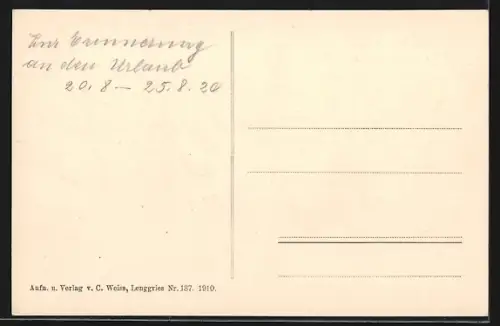 Zur Erinnerung
an den Urlaub
20.8 – 25.8.26
Aufn. u. Verlag v. C. Weiss, Lenggries Nr. 137. 1910.